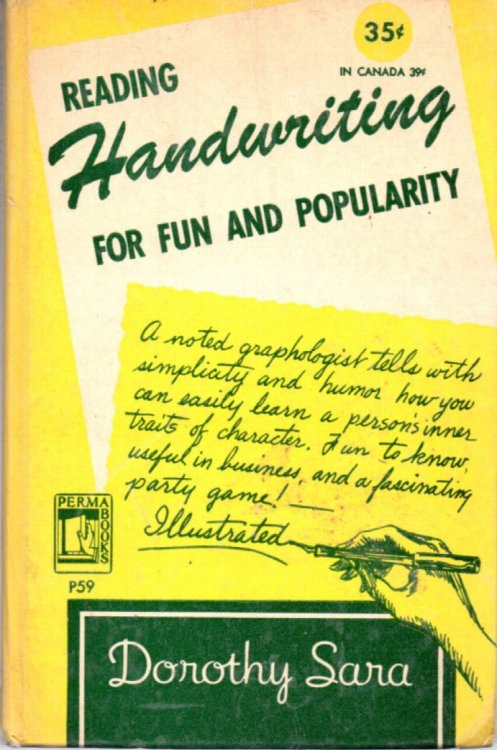 35¢
IN CANADA 39¢
READING
Handwriting
FOR FUN AND POPULARITY
A noted graphologist tells with
simplicity and humor how you
can easily learn a person's inner
traits of character. Fun to know,
useful in business, and a fascinating
party game! —
Illustrated
PERMA
BOOKS
P59
Dorothy Sara